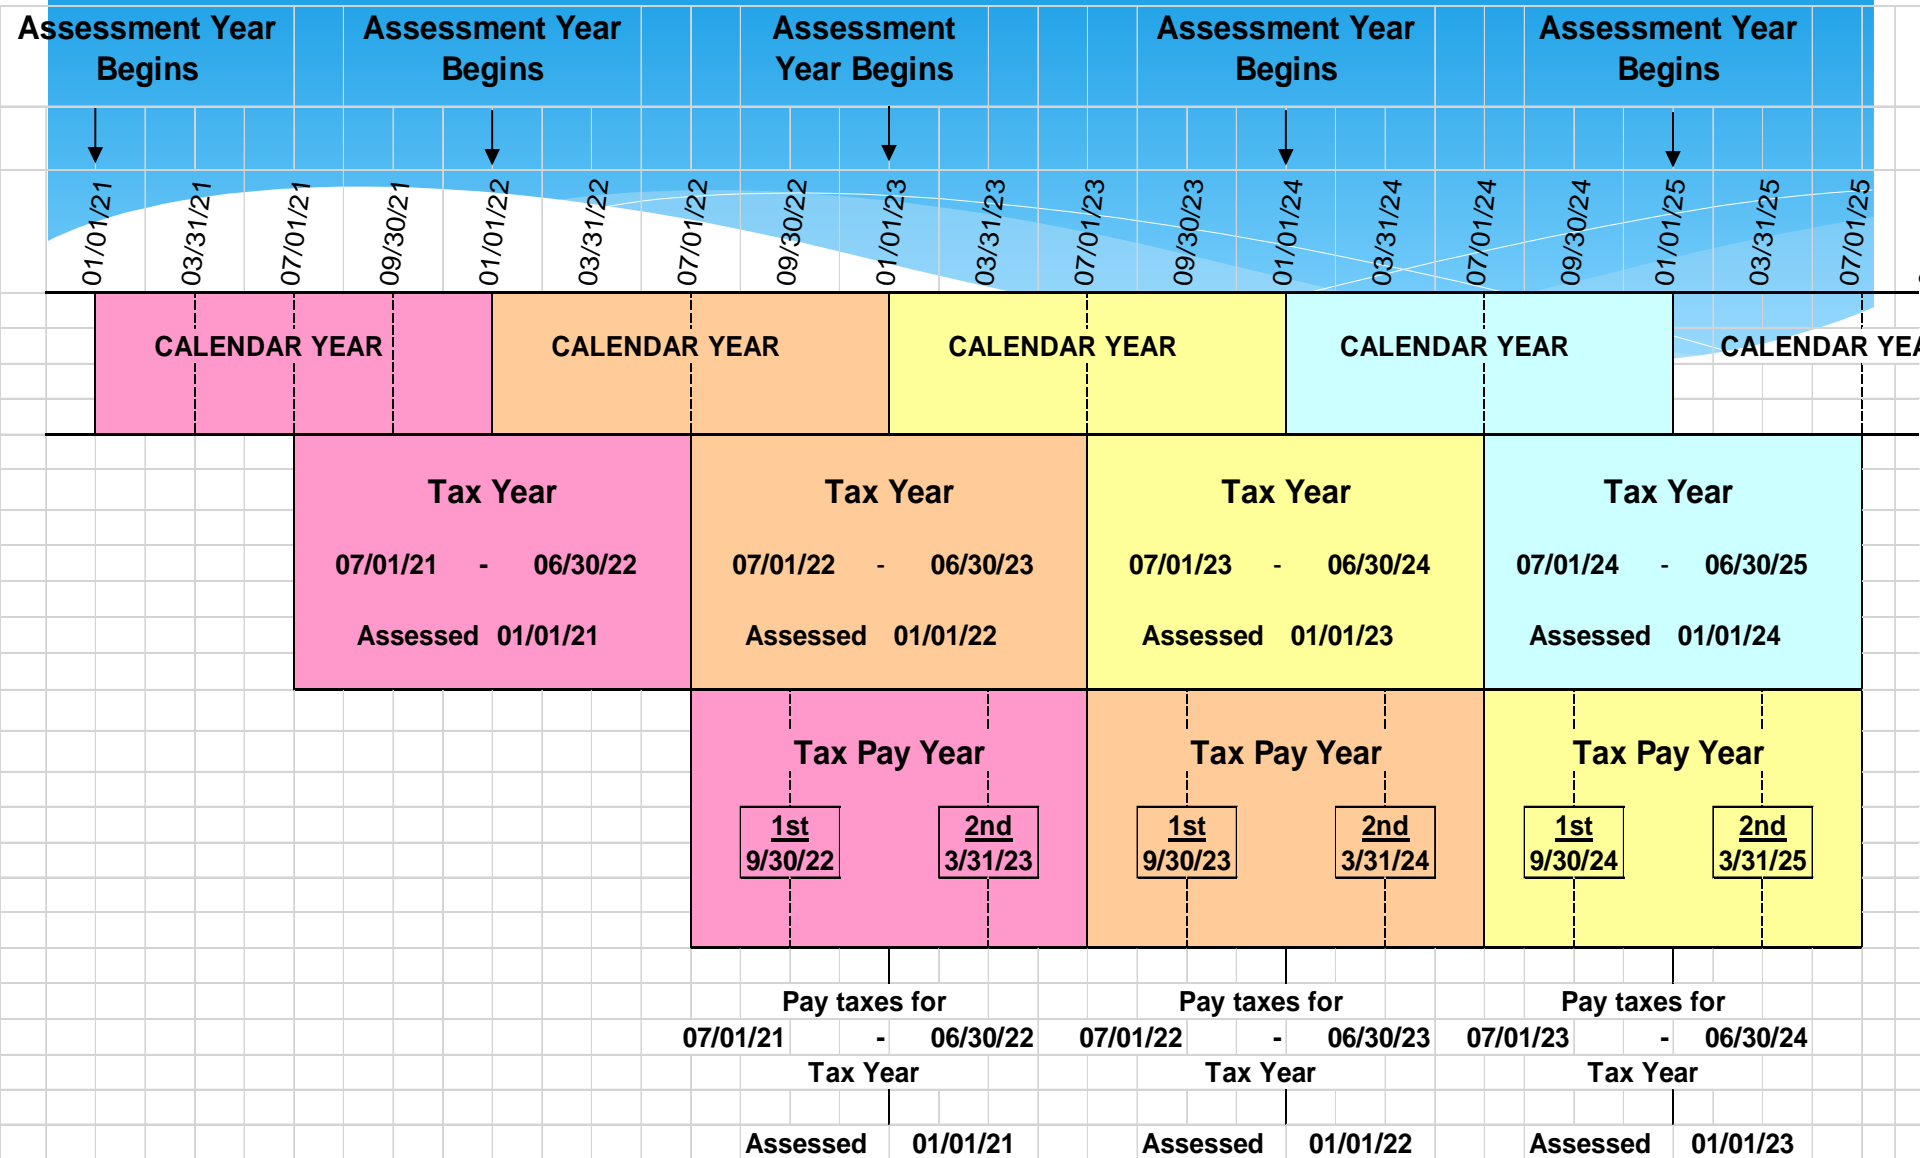 Assessment Year Begins
Assessment Year Begins
Assessment Year Begins
Assessment Year Begins
Assessment Year Begins
01/01/21 03/31/21 07/01/21 09/30/21 01/01/22 03/31/22 07/01/22 09/30/22 01/01/23 03/31/23 07/01/23 09/30/23 01/01/24 03/31/24 07/01/24 09/30/24 01/01/25 03/31/25 07/01/25
CALENDAR YEAR CALENDAR YEAR CALENDAR YEAR CALENDAR YEAR CALENDAR YEA
Tax Year Tax Year Tax Year Tax Year
07/01/21 - 06/30/22 07/01/22 - 06/30/23 07/01/23 - 06/30/24 07/01/24 - 06/30/25
Assessed 01/01/21 Assessed 01/01/22 Assessed 01/01/23 Assessed 01/01/24
Tax Pay Year Tax Pay Year Tax Pay Year
1st 2nd 1st 2nd 1st 2nd
9/30/22 3/31/23 9/30/23 3/31/24 9/30/24 3/31/25
Pay taxes for Pay taxes for Pay taxes for
07/01/21 - 06/30/22 07/01/22 - 06/30/23 07/01/23 - 06/30/24
Tax Year Tax Year Tax Year
Assessed 01/01/21 Assessed 01/01/22 Assessed 01/01/23